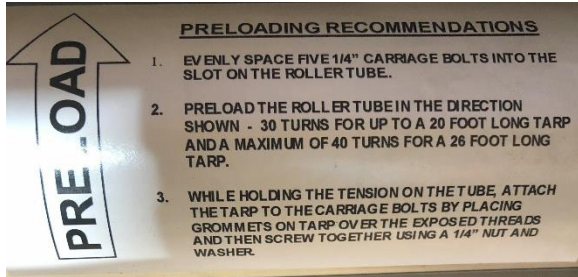 PRELOAD
PRELOADING RECOMMENDATIONS
1. EVENLY SPACE FIVE 1/4" CARRIAGE BOLTS INTO THE
SLOT ON THE ROLLER TUBE..
2. PRELOAD THE ROLLER TUBE IN THE DIRECTION
SHOWN - 30 TURNS FOR UP TO A 20 FOOT LONG TARP
AND A MAXIMUM OF 40 TURNS FOR A 26 FOOT LONG
TARP.
3. WHILE HOLDING THE TENSION ON THE TUBE, ATTACH
THE TARP TO THE CARRIAGE BOLTS BY PLACING
GROMMETS ON TARP OVER THE EXPOSED THREADS
AND THEN SCREW TOGETHER USING A 1/4" NUT AND
WASHER.